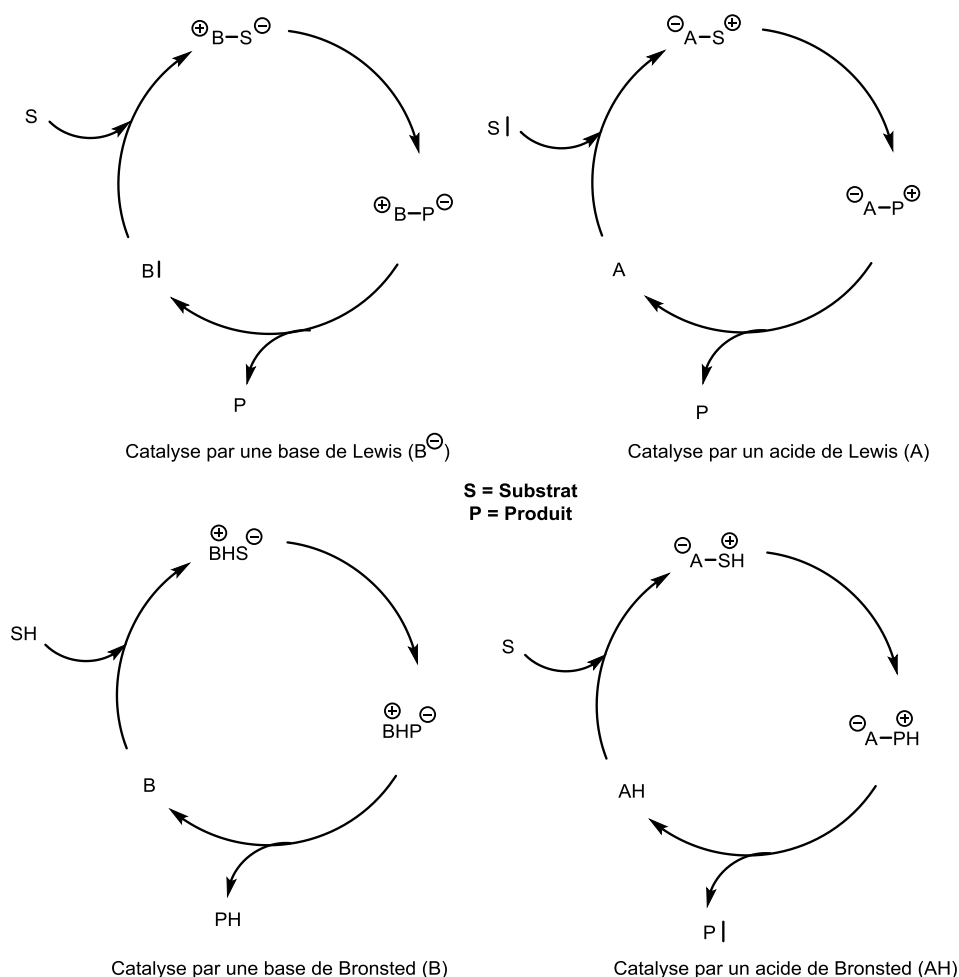 ⊕ B–S ⊖
S
⊕ B–P ⊖
B|
P
Catalyse par une base de Lewis (B⊖)
⊖ A–S ⊕
S|
⊖ A–P ⊕
A
P
Catalyse par un acide de Lewis (A)
S = Substrat
P = Produit
⊕ BHS ⊖
SH
⊕ BHP ⊖
B
PH
Catalyse par une base de Bronsted (B)
⊖ A–SH ⊕
S
⊖ A–PH ⊕
AH
P|
Catalyse par un acide de Bronsted (AH)